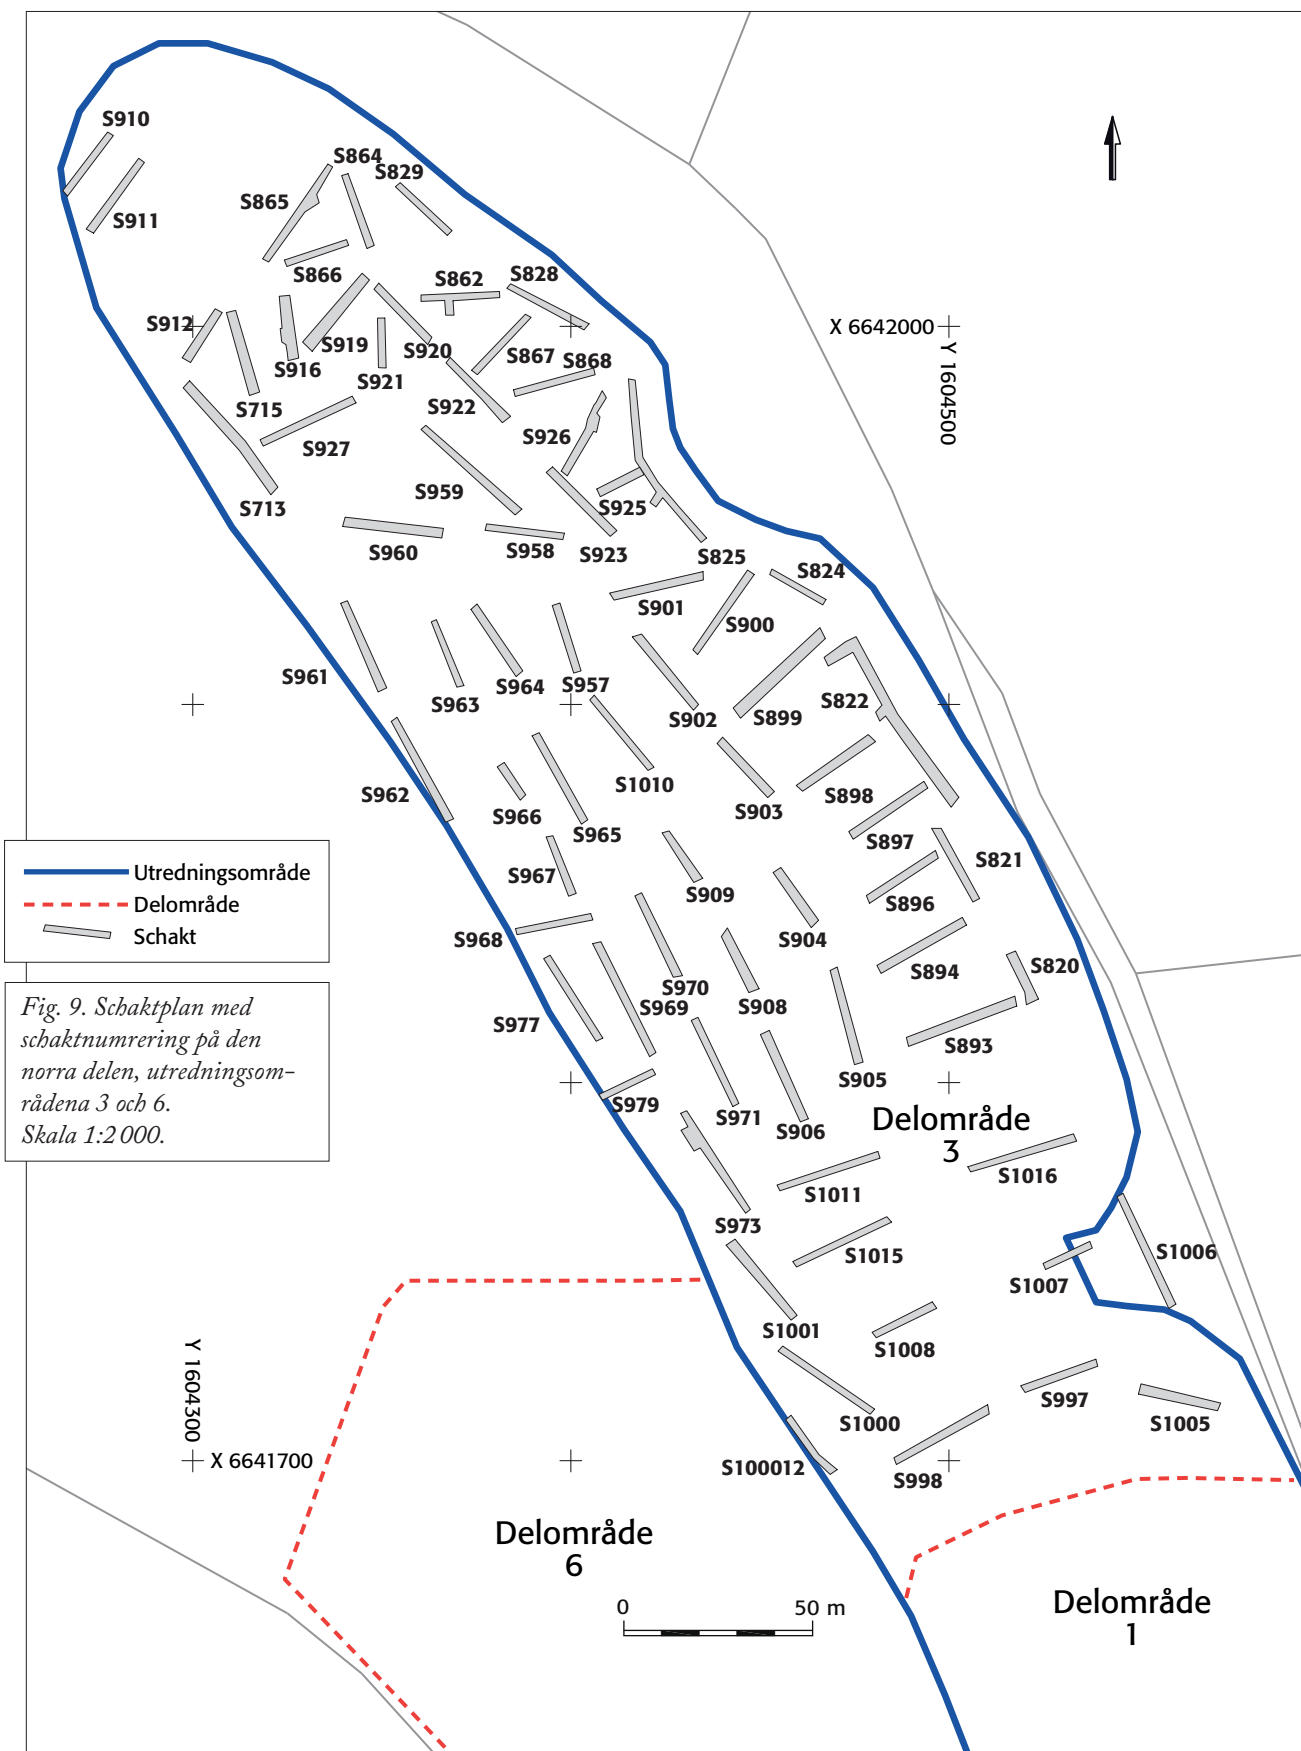 S910
S864
S829
S865
S911
S866
S862
S828
S912
X 6642000
S919
S920
S867
S868
S916
S921
Y 1604500
S715
S922
S926
S927
S959
S925
S713
S960
S958
S923
S825
S824
S901
S900
S961
S963
S964
S957
S902
S899
S822
S962
S966
S965
S1010
S903
S898
S897
S821
Utredningsområde
Delområde
Schakt
S967
S909
S896
S968
S904
S894
S820
S970
S969
S908
S977
S893
Fig. 9. Schaktplan med
schaktnumrering på den
norra delen, utredningsom-
rådena 3 och 6.
Skala 1:2 000.
S979
S971
S906
S905
Delområde
3
S1016
S1011
S973
S1015
S1006
S1007
S1001
S1008
S997
S1005
S1000
Y 1604300
X 6641700
S100012
S998
Delområde
6
Delområde
1
0
50 m